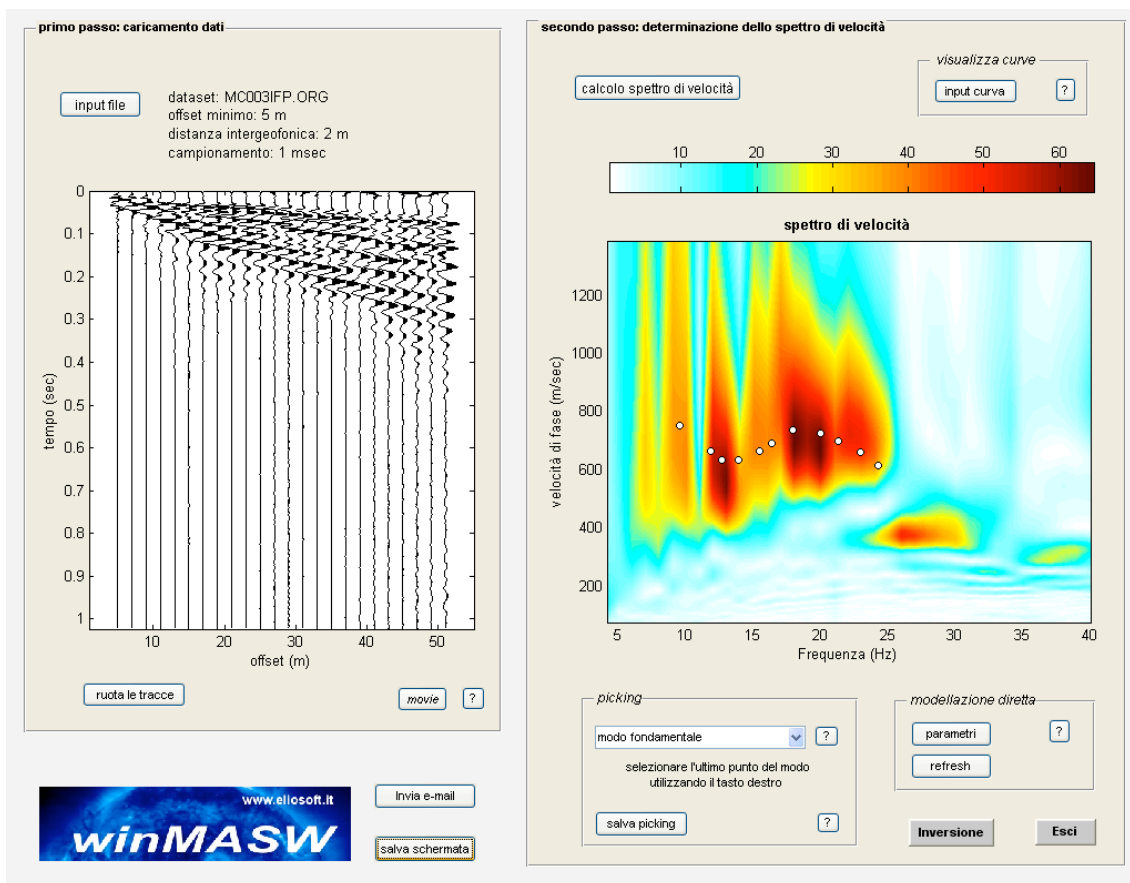 primo passo: caricamento dati
input file
dataset: MC003IFP.ORG
offset minimo: 5 m
distanza intergeofonica: 2 m
campionamento: 1 msec
0
0.1
0.2
0.3
0.4
0.5
0.6
0.7
0.8
0.9
1
tempo (sec)
10 20 30 40 50
offset (m)
ruota le tracce
movie
?
www.eliosoft.it
winMASW
Invia e-mail
salva schermata
secondo passo: determinazione dello spettro di velocità
calcolo spettro di velocità
visualizza curve
input curva
?
10 20 30 40 50 60
spettro di velocità
1200
1000
800
600
400
200
velocità di fase (m/sec)
5 10 15 20 25 30 35 40
Frequenza (Hz)
picking
modo fondamentale
?
selezionare l'ultimo punto del modo
utilizzando il tasto destro
salva picking
?
modellazione diretta
parametri
?
refresh
Inversione
Esci